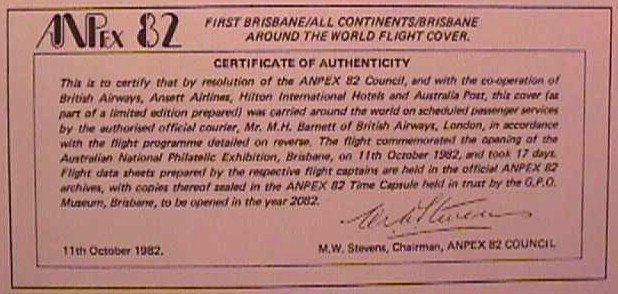 ANPEX 82
FIRST BRISBANE/ALL CONTINENTS/BRISBANE
AROUND THE WORLD FLIGHT COVER.
CERTIFICATE OF AUTHENTICITY
This is to certify that by resolution of the ANPEX 82 Council, and with the co-operation of
British Airways, Ansett Airlines, Hilton International Hotels and Australia Post, this cover (as
part of a limited edition prepared) was carried around the world on scheduled passenger services
by the authorised official courier, Mr. M.H. Barnett of British Airways, London, in accordance
with the flight programme detailed on reverse. The flight commemorated the opening of the
Australian National Philatelic Exhibition, Brisbane, on 11th October 1982, and took 17 days.
Flight data sheets prepared by the respective flight captains are held in the official ANPEX 82
archives, with copies thereof sealed in the ANPEX 82 Time Capsule held in trust by the G.P.O.
Museum, Brisbane, to be opened in the year 2082.
11th October 1982.
M.W. Stevens, Chairman, ANPEX 82 COUNCIL